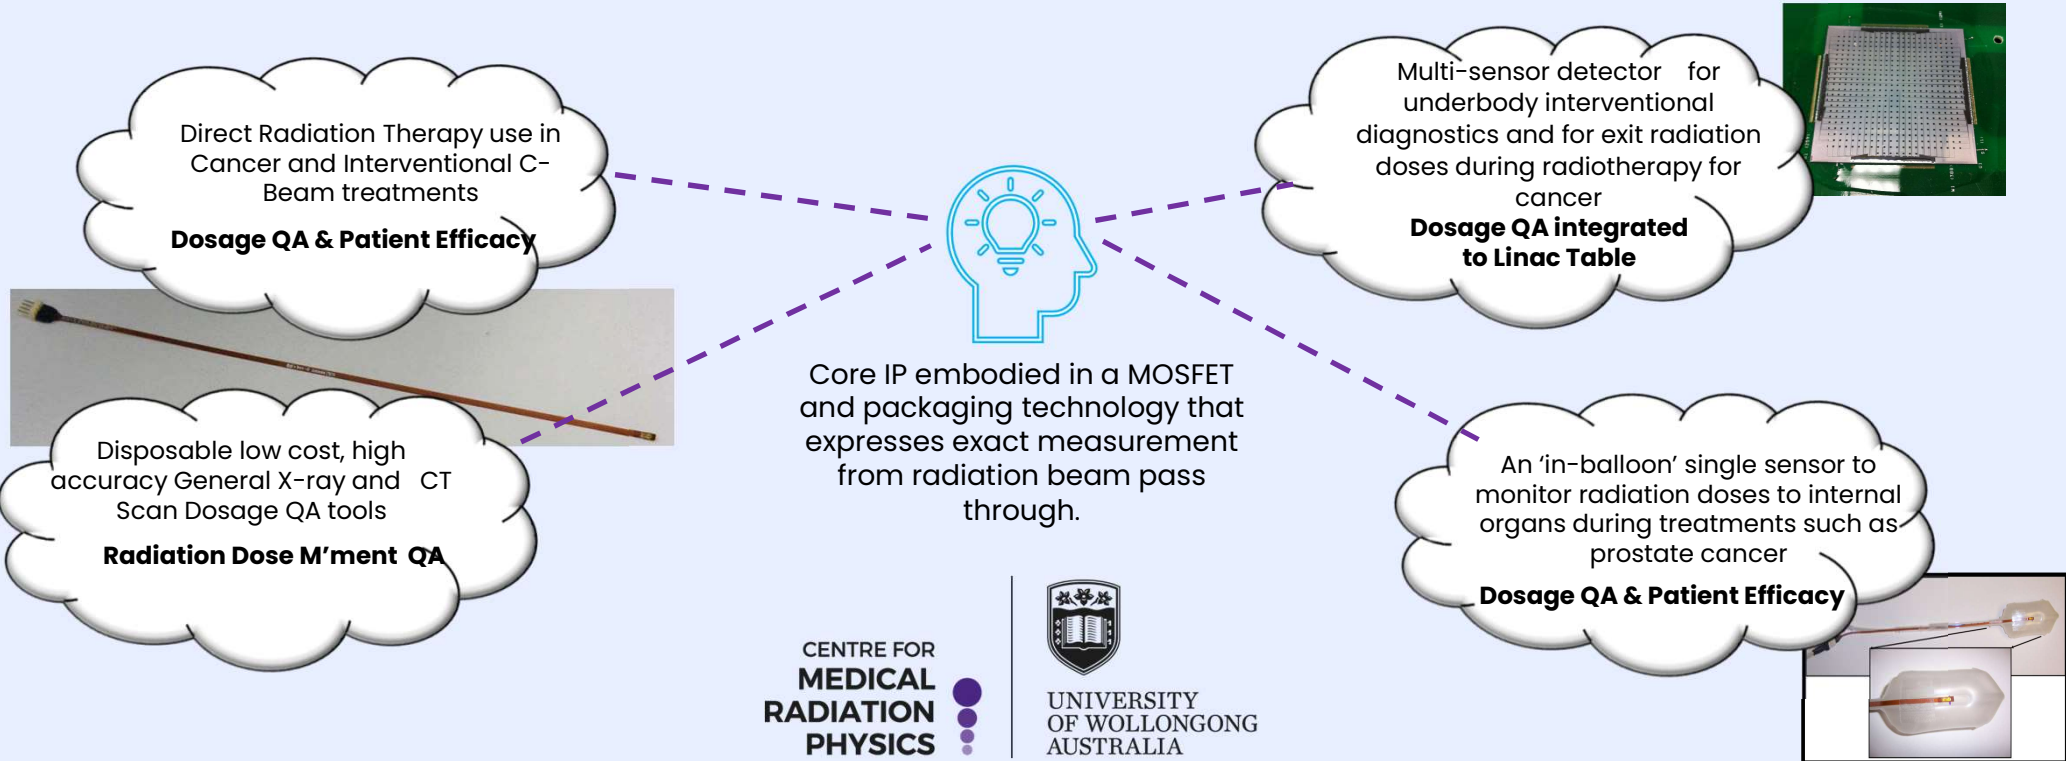 Direct Radiation Therapy use in
Cancer and Interventional C-
Beam treatments
Dosage QA & Patient Efficacy
Disposable low cost, high
accuracy General X-ray and CT
Scan Dosage QA tools
Radiation Dose M'ment QA
Core IP embodied in a MOSFET
and packaging technology that
expresses exact measurement
from radiation beam pass
through.
CENTRE FOR
MEDICAL
RADIATION
PHYSICS
UNIVERSITY
OF WOLLONGONG
AUSTRALIA
Multi-sensor detector for
underbody interventional
diagnostics and for exit radiation
doses during radiotherapy for
cancer
Dosage QA integrated
to Linac Table
An ‘in-balloon’ single sensor to
monitor radiation doses to internal
organs during treatments such as
prostate cancer
Dosage QA & Patient Efficacy